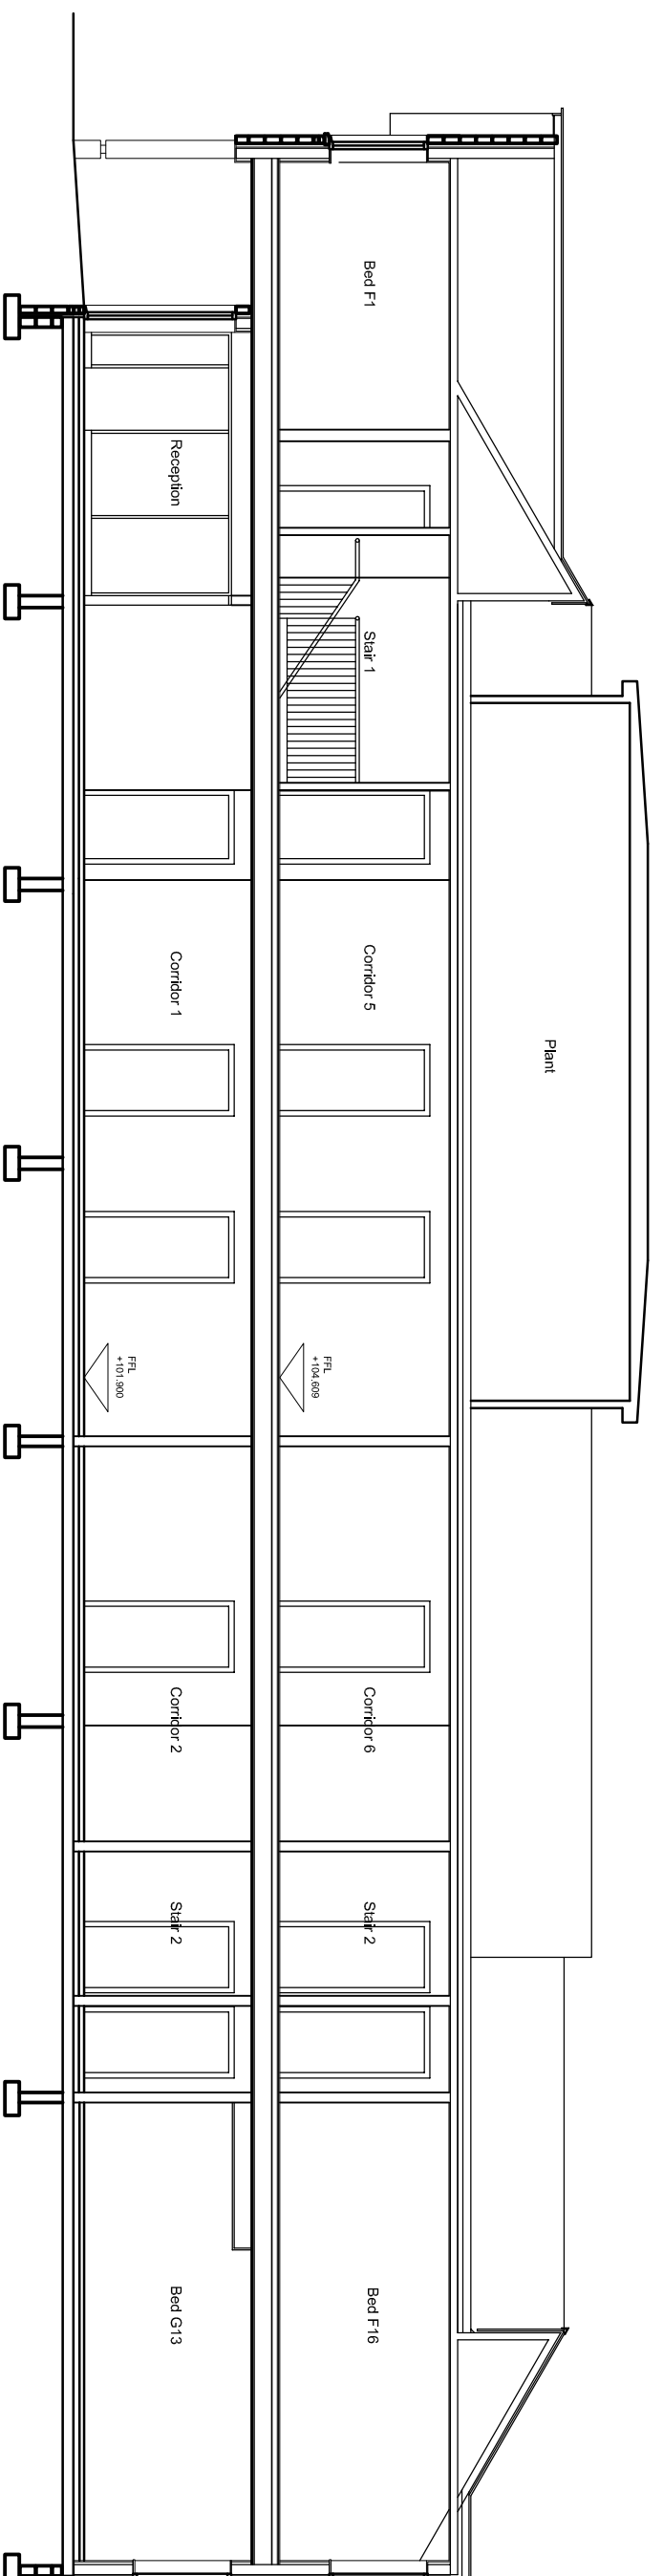 Plant
Bed F1
Stair 1
Corridor 5
FFL
+104.609
Corridor 6
Stair 2
Bed F16
Reception
Corridor 1
FFL
+101.900
Corridor 2
Stair 2
Bed G13